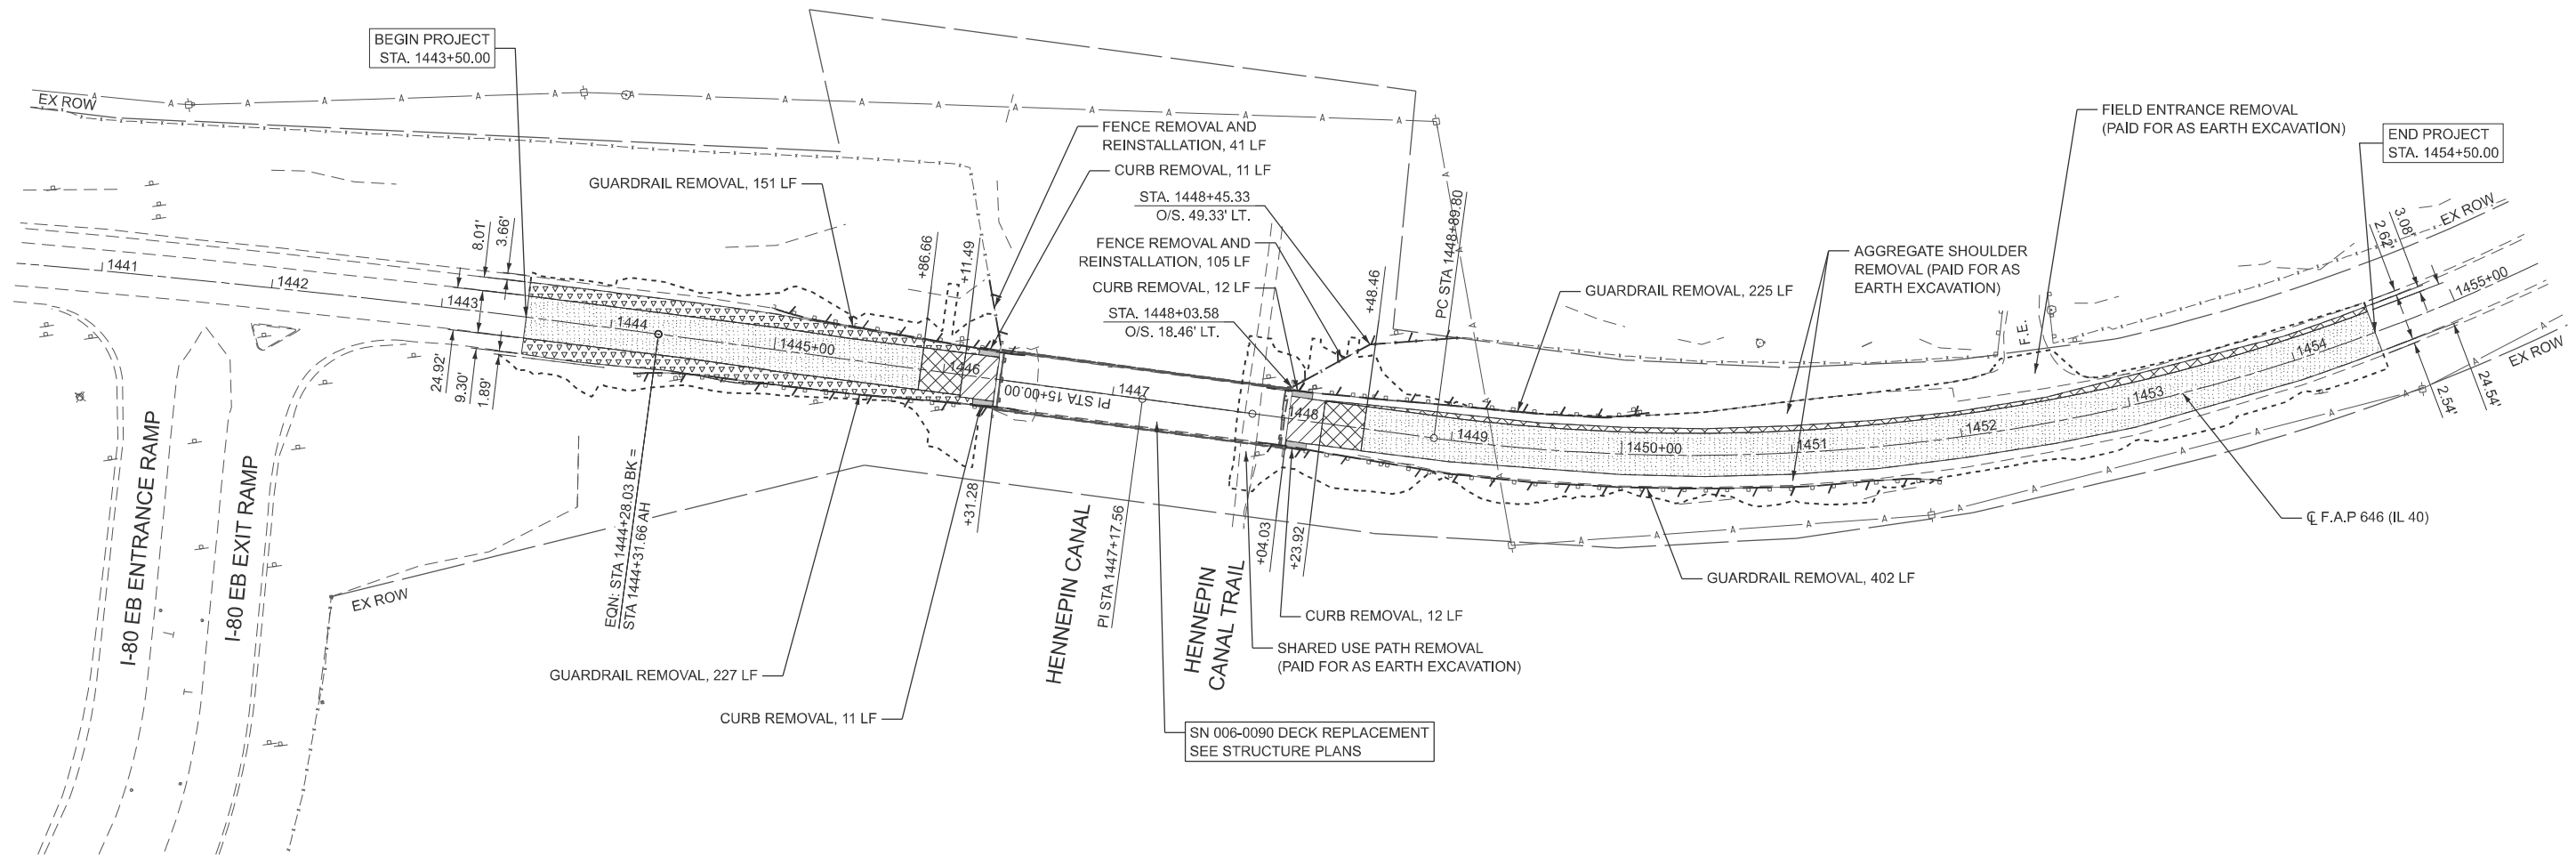 BEGIN PROJECT
STA. 1443+50.00
EX ROW
FENCE REMOVAL AND
REINSTALLATION, 41 LF
CURB REMOVAL, 11 LF
GUARDRAIL REMOVAL, 151 LF
STA. 1448+45.33
O/S. 49.33' LT.
FENCE REMOVAL AND
REINSTALLATION, 105 LF
CURB REMOVAL, 12 LF
STA. 1448+03.58
O/S. 18.46' LT.
PC STA 1448+89.80
+48.46
GUARDRAIL REMOVAL, 225 LF
AGGREGATE SHOULDER
REMOVAL (PAID FOR AS
EARTH EXCAVATION)
FIELD ENTRANCE REMOVAL
(PAID FOR AS EARTH EXCAVATION)
END PROJECT
STA. 1454+50.00
F.E.
2.62'
3.08'
EX ROW
8.01'
3.66'
+86.66
+11.49
1441
1442
1443
1444
1445+00
1446
1447
1448
1449
1450+00
1451
1452
1453
1454
1455+00
PI STA 15+00.00
24.92'
9.30'
1.89'
24.54'
2.54'
EX ROW
℄ F.A.P 646 (IL 40)
+31.28
+04.03
+23.92
EQN: STA 1444+28.03 BK =
STA 1444+31.66 AH
PI STA 1447+17.56
HENNEPIN CANAL
HENNEPIN
CANAL TRAIL
I-80 EB ENTRANCE RAMP
I-80 EB EXIT RAMP
EX ROW
GUARDRAIL REMOVAL, 402 LF
CURB REMOVAL, 12 LF
SHARED USE PATH REMOVAL
(PAID FOR AS EARTH EXCAVATION)
GUARDRAIL REMOVAL, 227 LF
CURB REMOVAL, 11 LF
SN 006-0090 DECK REPLACEMENT
SEE STRUCTURE PLANS
A A A A A A A A A A A A A A A A A A A A A A A A A A
T
T